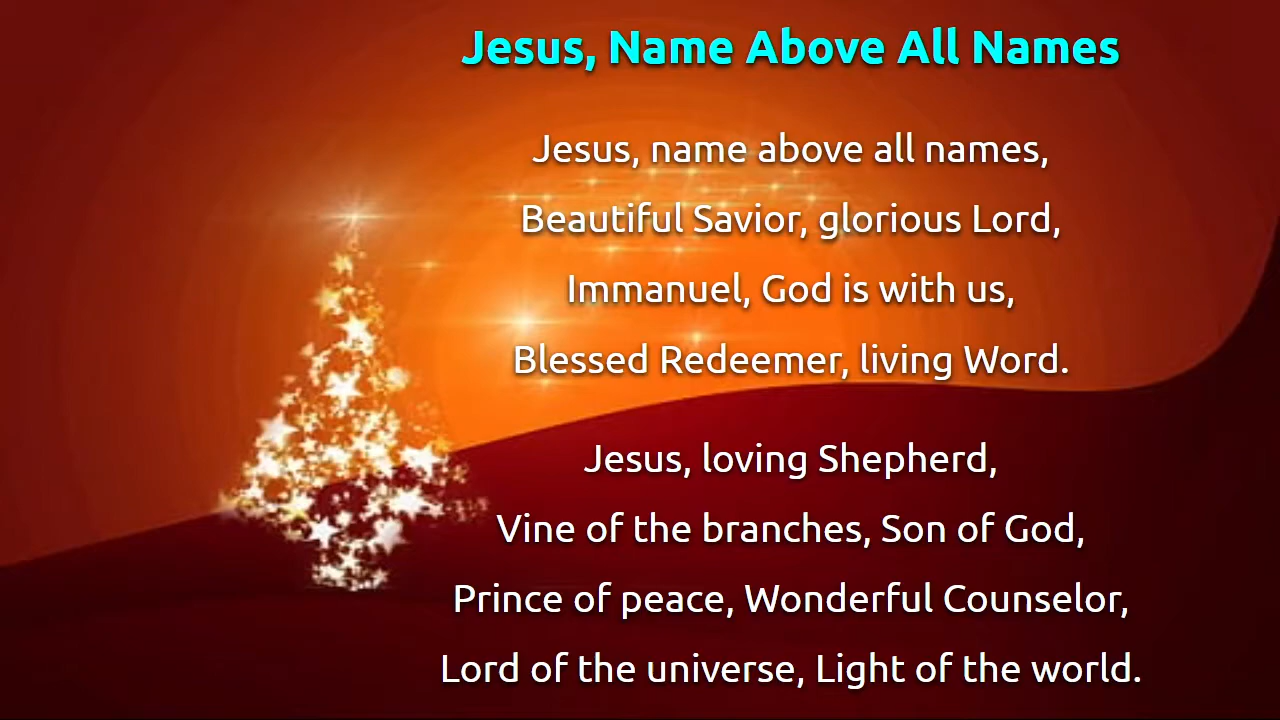 Jesus, Name Above All Names
Jesus, name above all names,
Beautiful Savior, glorious Lord,
Immanuel, God is with us,
Blessed Redeemer, living Word.
Jesus, loving Shepherd,
Vine of the branches, Son of God,
Prince of peace, Wonderful Counselor,
Lord of the universe, Light of the world.